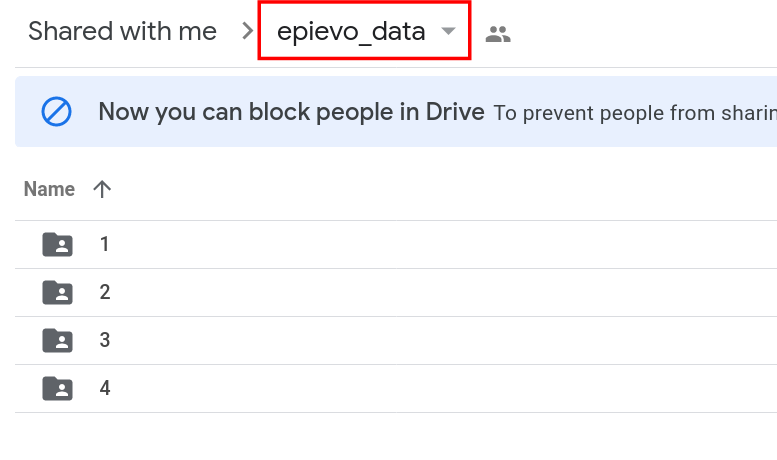 Shared with me > epievo_data
Now you can block people in Drive To prevent people from sharin
Name
1
2
3
4